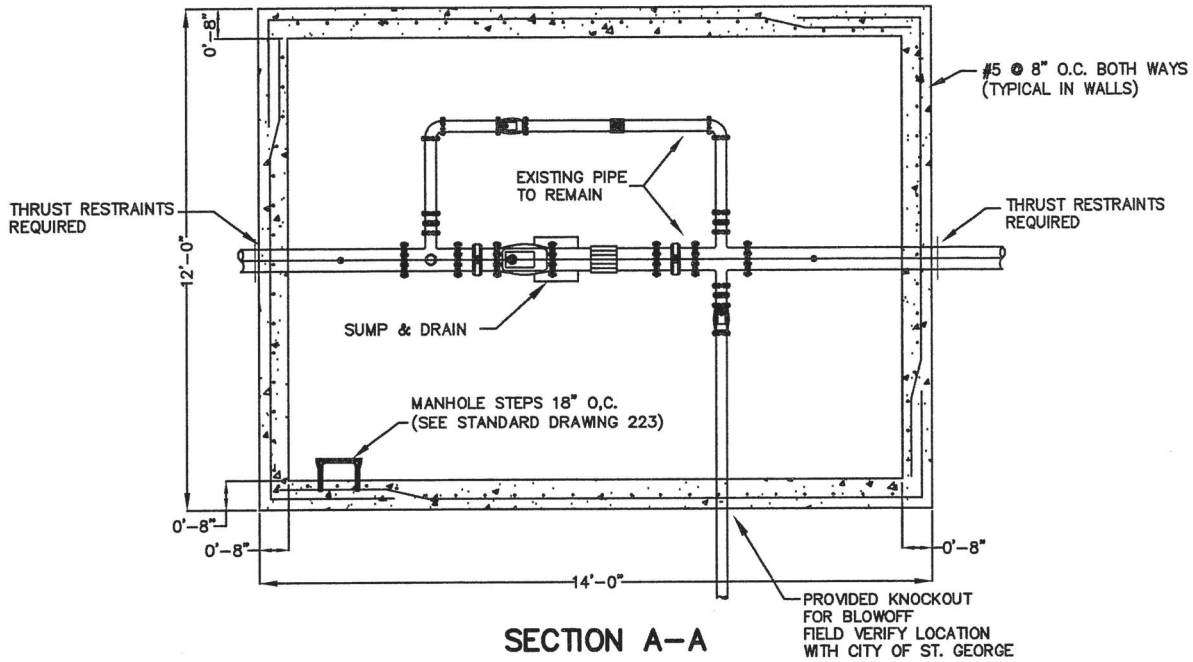 0'-8"
#5 @ 8" O.C. BOTH WAYS
(TYPICAL IN WALLS)
EXISTING PIPE
TO REMAIN
THRUST RESTRAINTS
REQUIRED
THRUST RESTRAINTS
REQUIRED
12'-0"
SUMP & DRAIN
MANHOLE STEPS 18" O,C.
(SEE STANDARD DRAWING 223)
0'-8"
0'-8"
0'-8"
14'-0"
PROVIDED KNOCKOUT
FOR BLOWOFF
FIELD VERIFY LOCATION
WITH CITY OF ST. GEORGE
SECTION A-A